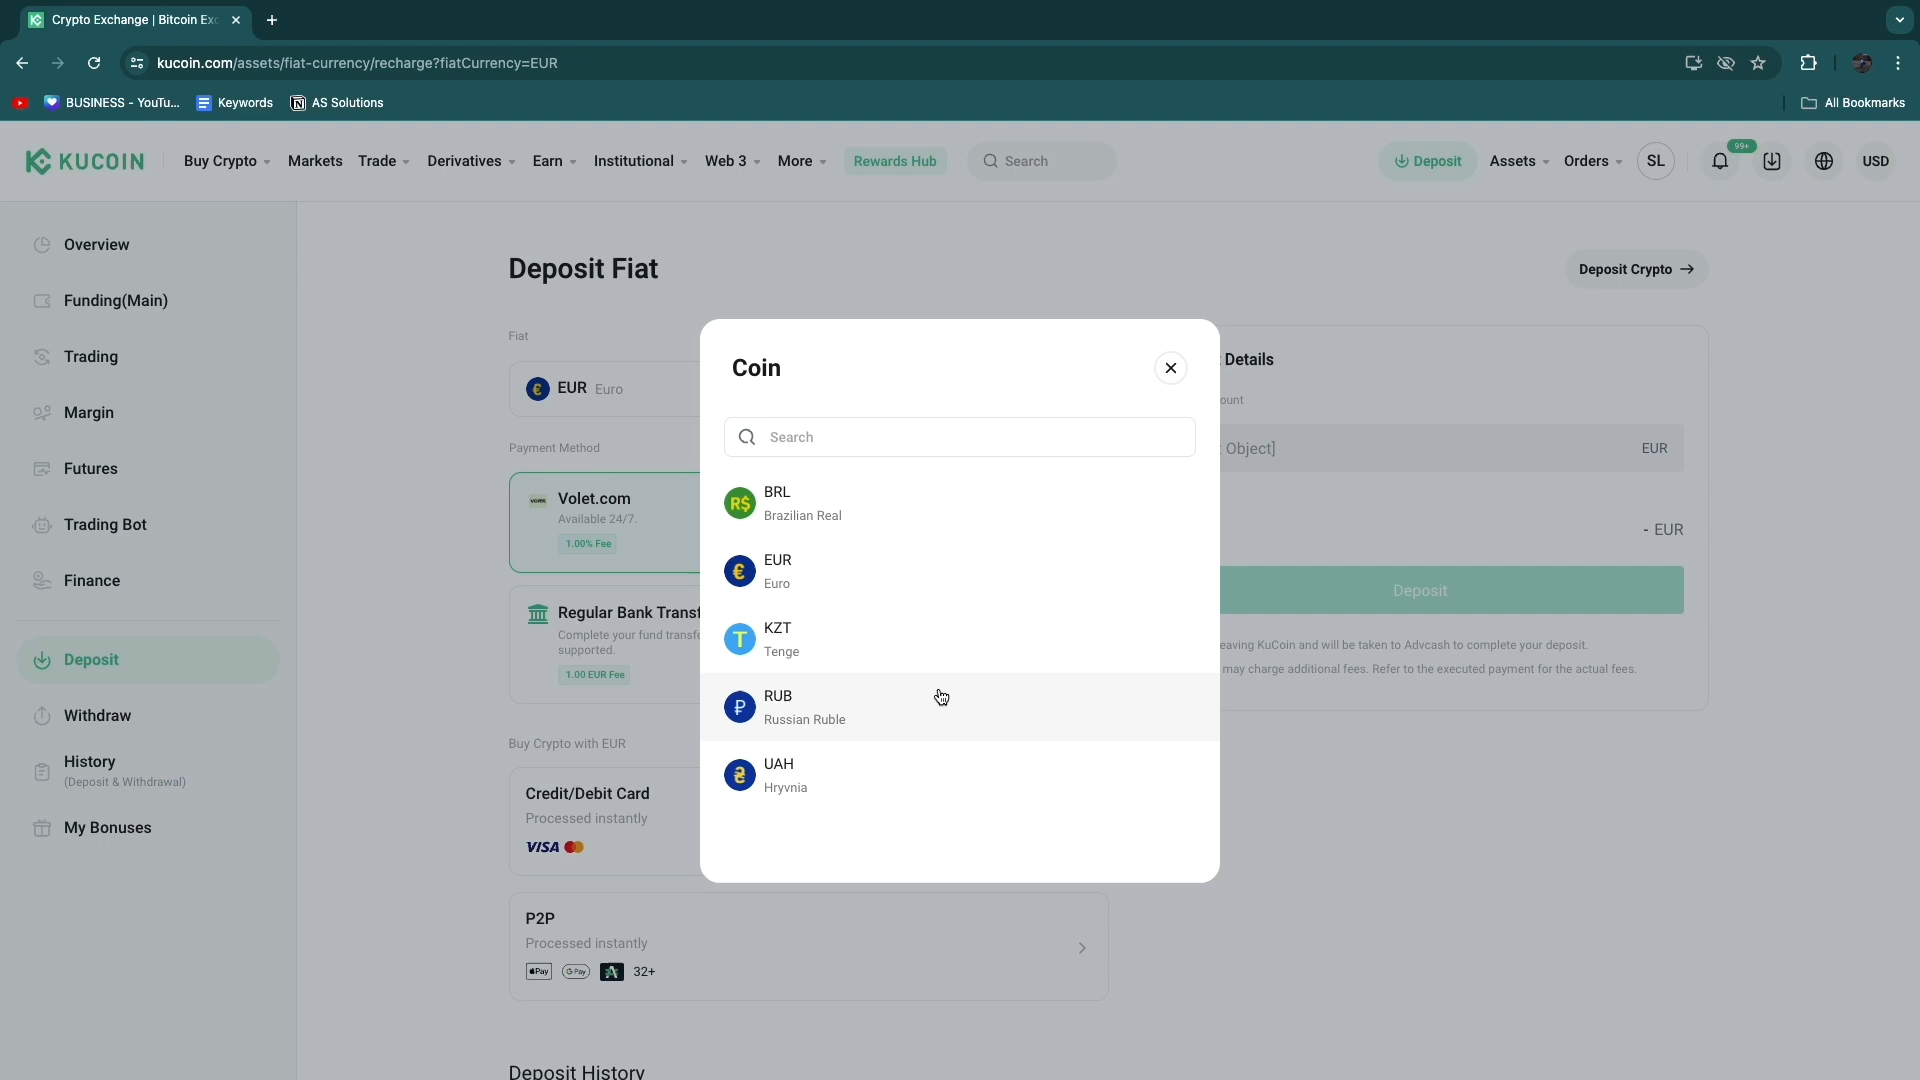 Crypto Exchange | Bitcoin Exc
kucoin.com/assets/fiat-currency/recharge?fiatCurrency=EUR
BUSINESS - YouTu... Keywords AS Solutions All Bookmarks
KUCOIN Buy Crypto Markets Trade Derivatives Earn Institutional Web 3 More Rewards Hub Search Deposit Assets Orders SL 99+ USD
Overview
Funding(Main)
Trading
Margin
Futures
Trading Bot
Finance
Deposit
Withdraw
History
(Deposit & Withdrawal)
My Bonuses
Deposit Fiat
Deposit Crypto →
Fiat
€ EUR Euro
Payment Method
VOLET Volet.com
Available 24/7.
1.00% Fee
Regular Bank Transf
Complete your fund transfe
supported.
1.00 EUR Fee
Buy Crypto with EUR
Credit/Debit Card
Processed instantly
VISA
P2P
Processed instantly
Pay G Pay 32+
Deposit History
Coin
Search
R$ BRL
Brazilian Real
€ EUR
Euro
T KZT
Tenge
₽ RUB
Russian Ruble
₴ UAH
Hryvnia
Details
ount
Object] EUR
- EUR
Deposit
eaving KuCoin and will be taken to Advcash to complete your deposit.
may charge additional fees. Refer to the executed payment for the actual fees.